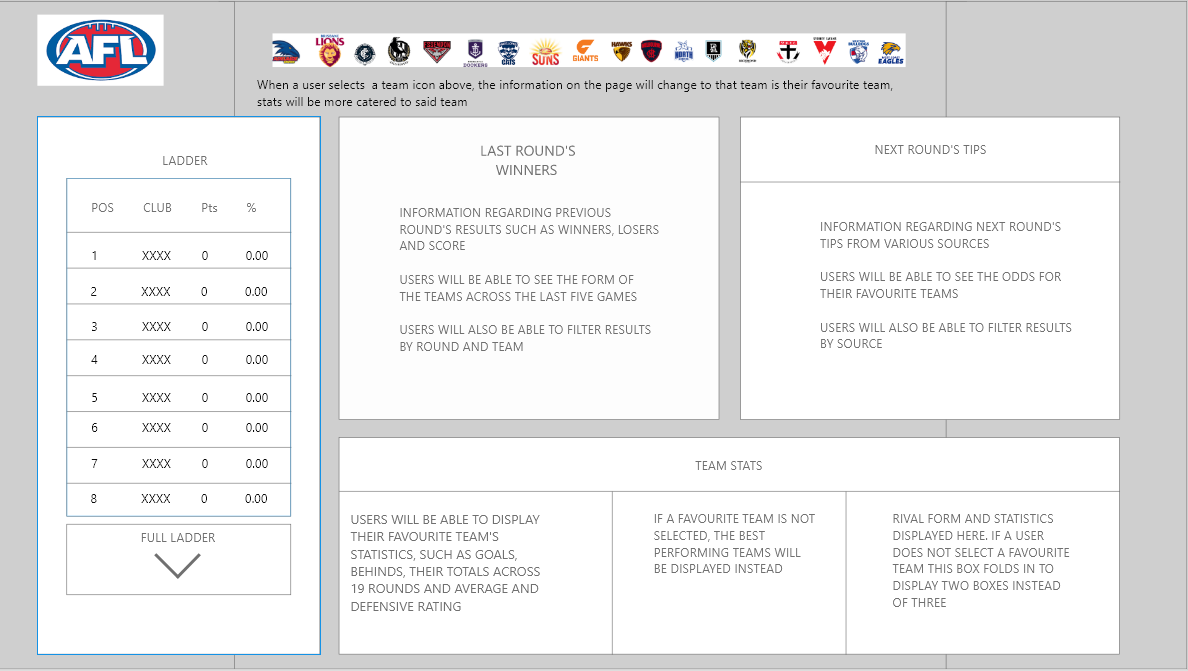 AFL
BRISBANE
LIONS
ESSENDON
DOCKERS
CATS
SUNS
GIANTS
HAWKS
NORTH
SYDNEY SWANS
BULLDOGS
EAGLES
When a user selects  a team icon above, the information on the page will change to that team is their favourite team,
stats will be more catered to said team
LADDER
POS CLUB Pts %
1 XXXX 0 0.00
2 XXXX 0 0.00
3 XXXX 0 0.00
4 XXXX 0 0.00
5 XXXX 0 0.00
6 XXXX 0 0.00
7 XXXX 0 0.00
8 XXXX 0 0.00
FULL LADDER
LAST ROUND'S
WINNERS
INFORMATION REGARDING PREVIOUS
ROUND'S RESULTS SUCH AS WINNERS, LOSERS
AND SCORE
USERS WILL BE ABLE TO SEE THE FORM OF
THE TEAMS ACROSS THE LAST FIVE GAMES
USERS WILL ALSO BE ABLE TO FILTER RESULTS
BY ROUND AND TEAM
NEXT ROUND'S TIPS
INFORMATION REGARDING NEXT ROUND'S
TIPS FROM VARIOUS SOURCES
USERS WILL BE ABLE TO SEE THE ODDS FOR
THEIR FAVOURITE TEAMS
USERS WILL ALSO BE ABLE TO FILTER RESULTS
BY SOURCE
TEAM STATS
USERS WILL BE ABLE TO DISPLAY
THEIR FAVOURITE TEAM'S
STATISTICS, SUCH AS GOALS,
BEHINDS, THEIR TOTALS ACROSS
19 ROUNDS AND AVERAGE AND
DEFENSIVE RATING
IF A FAVOURITE TEAM IS NOT
SELECTED, THE BEST
PERFORMING TEAMS WILL
BE DISPLAYED INSTEAD
RIVAL FORM AND STATISTICS
DISPLAYED HERE. IF A USER
DOES NOT SELECT A FAVOURITE
TEAM THIS BOX FOLDS IN TO
DISPLAY TWO BOXES INSTEAD
OF THREE